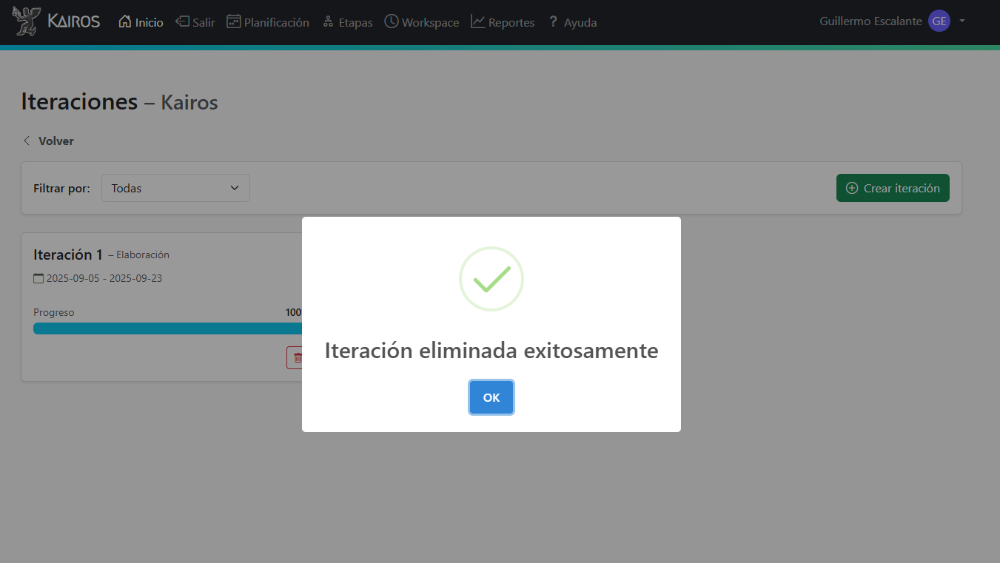 KAIROS Inicio Salir Planificación Etapas Workspace Reportes ? Ayuda Guillermo Escalante GE
Iteraciones – Kairos
Volver
Filtrar por: Todas Crear iteración
Iteración 1 – Elaboración
2025-09-05 - 2025-09-23
Progreso 100
Iteración eliminada exitosamente
OK